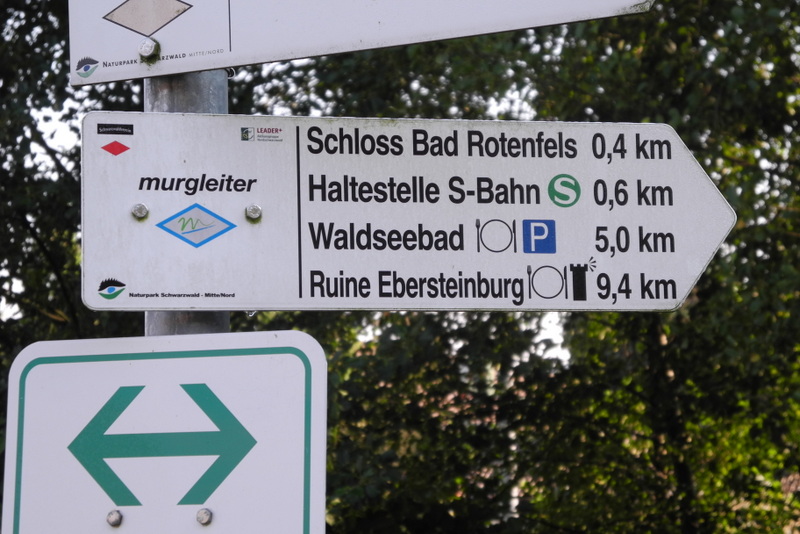 NATURPARK SCHWARZWALD MITTE/NORD
LEADER+
murgleiter
Naturpark Schwarzwald - Mitte/Nord
Schloss Bad Rotenfels 0,4 km
Haltestelle S-Bahn S 0,6 km
Waldseebad P 5,0 km
Ruine Ebersteinburg 9,4 km